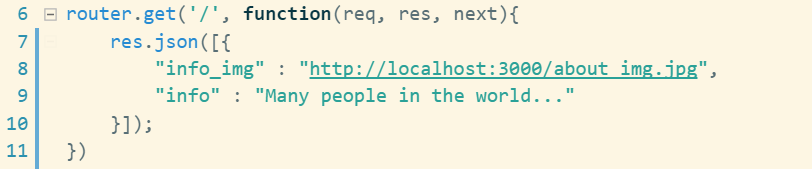 6 router.get('/', function(req, res, next){
7 res.json([{
8 "info_img" : "http://localhost:3000/about_img.jpg",
9 "info" : "Many people in the world..."
10 }]);
11 })